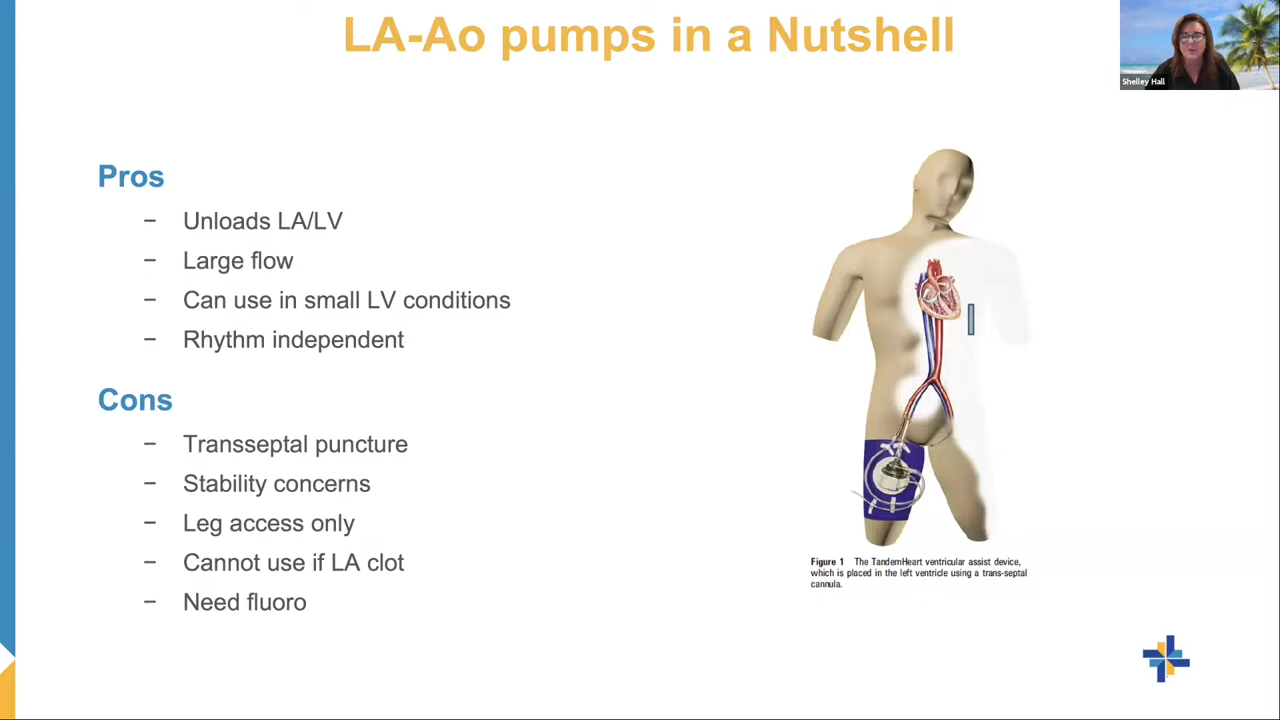 LA-Ao pumps in a Nutshell
Shelley Hall
Pros
− Unloads LA/LV
− Large flow
− Can use in small LV conditions
− Rhythm independent
Cons
− Transseptal puncture
− Stability concerns
− Leg access only
− Cannot use if LA clot
− Need fluoro
Figure 1 The TandemHeart ventricular assist device,
which is placed in the left ventricle using a trans-septal
cannula.